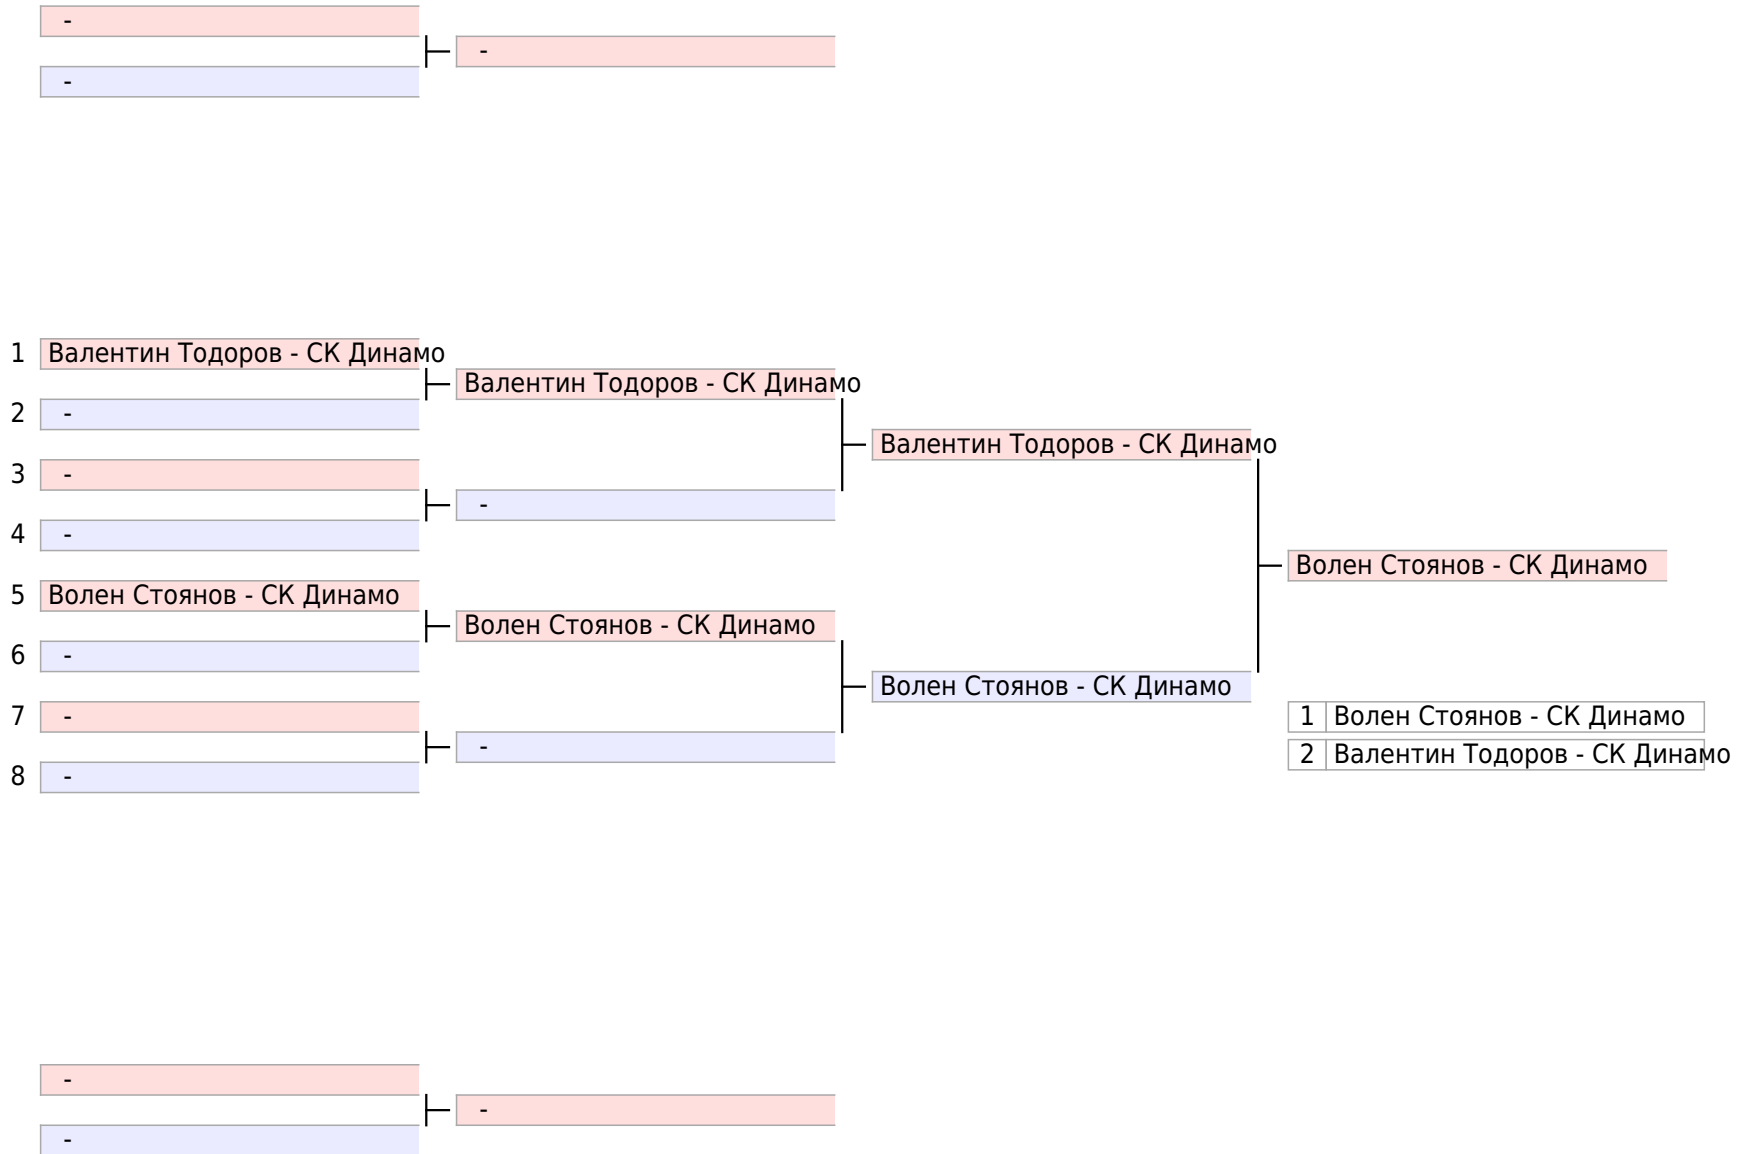 -
-
-
1 Валентин Тодоров - СК Динамо
Валентин Тодоров - СК Динамо
2 -
Валентин Тодоров - СК Динамо
3 -
-
4 -
Волен Стоянов - СК Динамо
5 Волен Стоянов - СК Динамо
Волен Стоянов - СК Динамо
6 -
Волен Стоянов - СК Динамо
7 -
1 Волен Стоянов - СК Динамо
-
2 Валентин Тодоров - СК Динамо
8 -
-
-
-